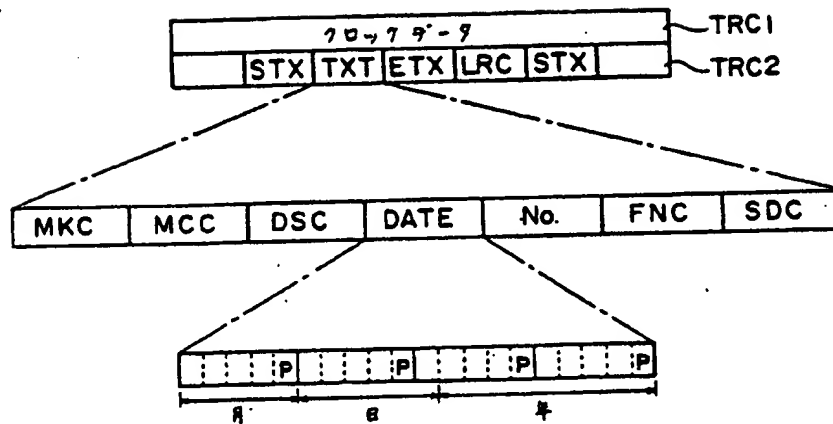 クロックデータ TRC1
STX TXT ETX LRC STX TRC2
MKC MCC DSC DATE No. FNC SDC
P P P P
月 日 年